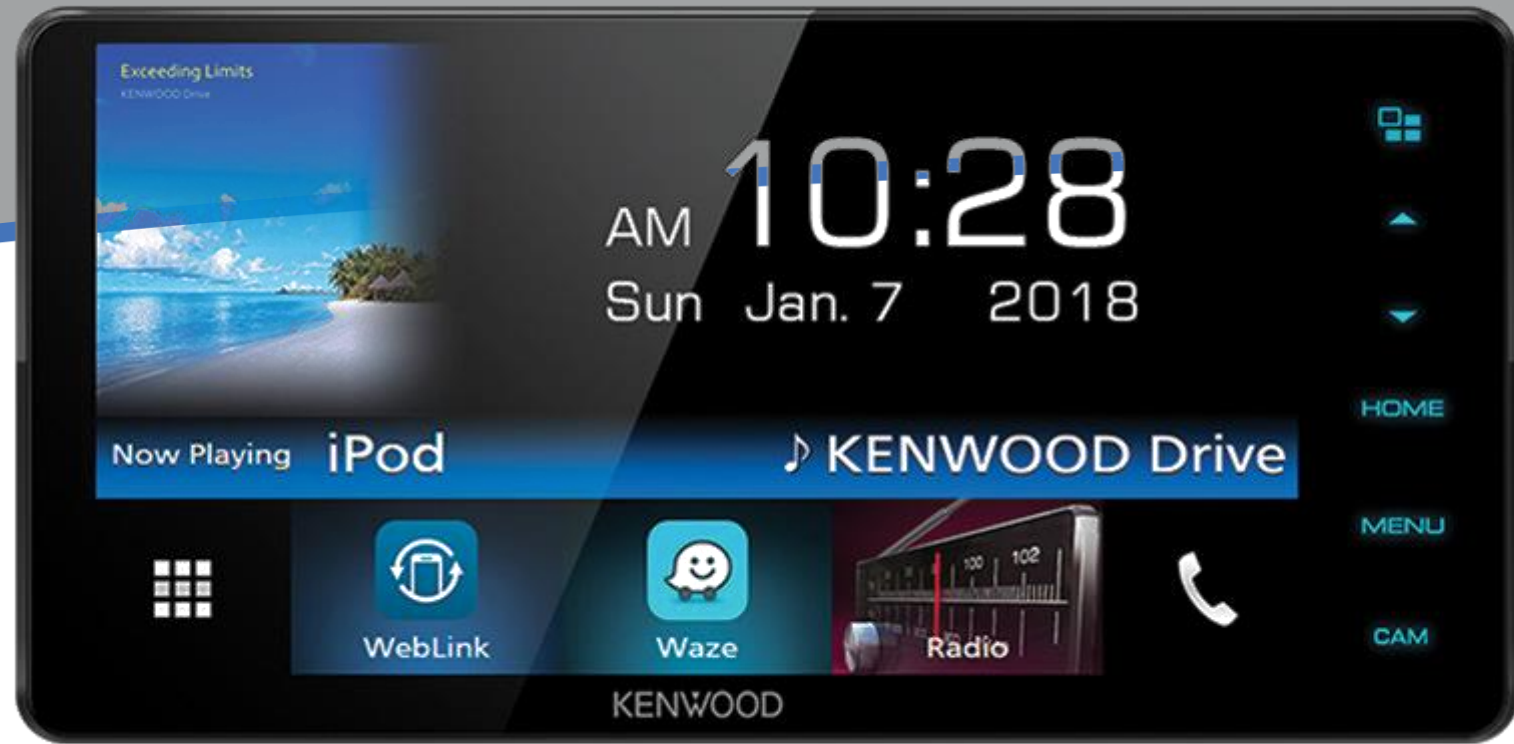 Exceeding Limits
KENWOOD Drive
AM 10:28
Sun Jan. 7 2018
HOME
Now Playing iPod ♪ KENWOOD Drive
MENU
100 102
WebLink
Waze
Radio
CAM
KENWOOD